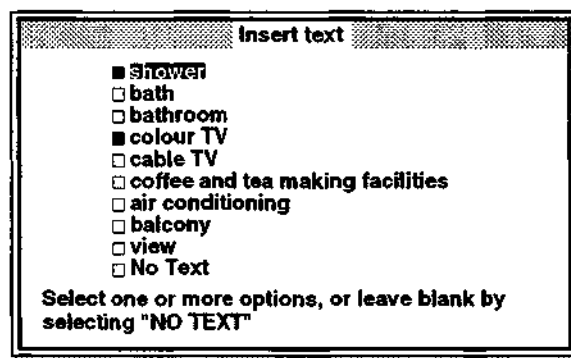 Insert text
shower
bath
bathroom
colour TV
cable TV
coffee and tea making facilities
air conditioning
balcony
view
No Text
Select one or more options, or leave blank by
selecting "NO TEXT"